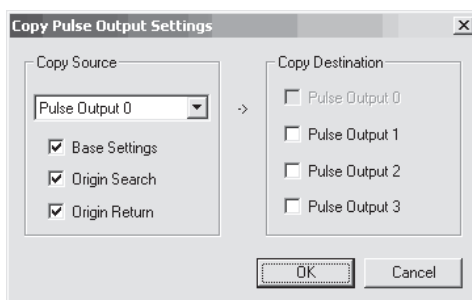 Copy Pulse Output Settings
Copy Source
Pulse Output 0
Base Settings
Origin Search
Origin Return
->
Copy Destination
Pulse Output 0
Pulse Output 1
Pulse Output 2
Pulse Output 3
OK
Cancel